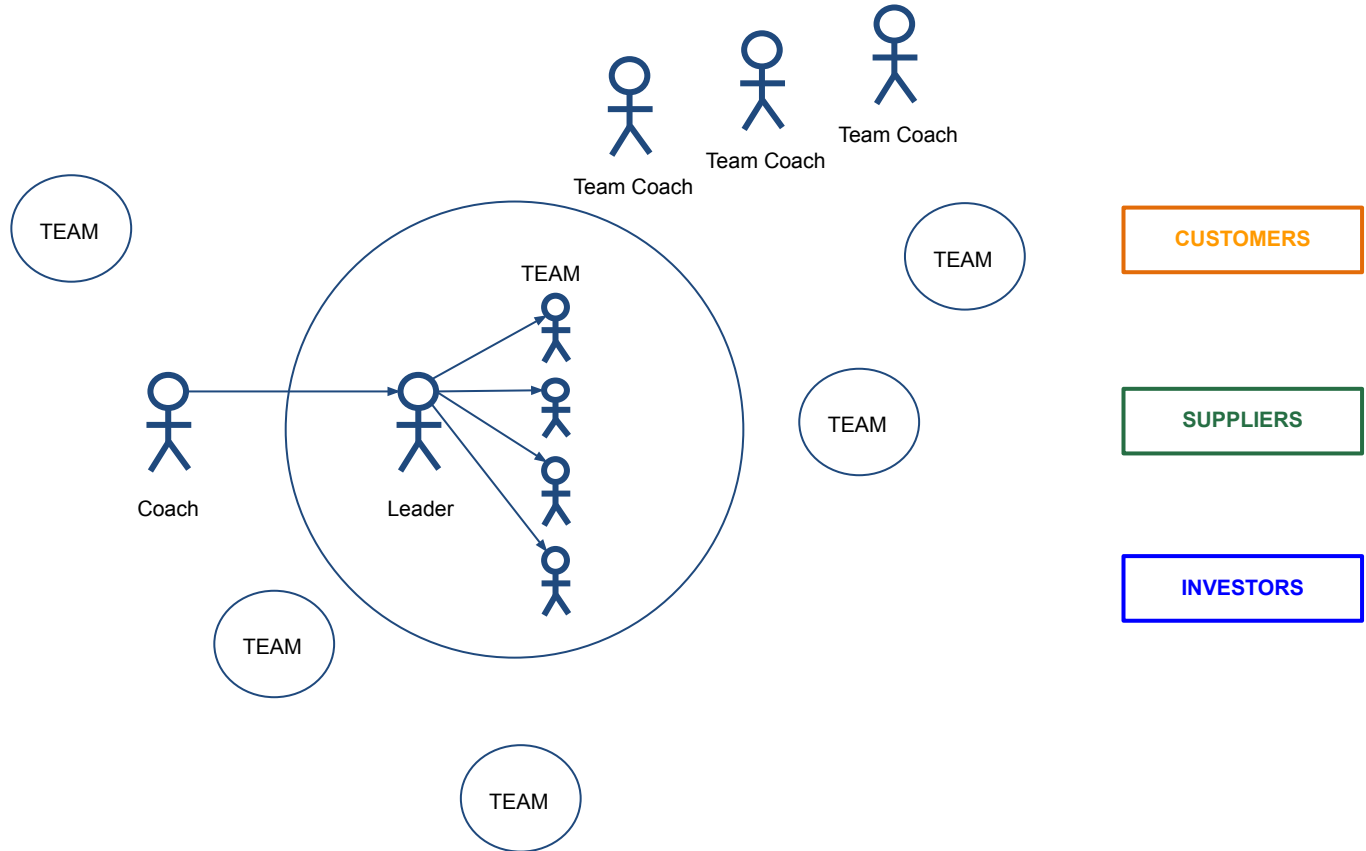 Team Coach
Team Coach
Team Coach
TEAM
CUSTOMERS
TEAM
TEAM
SUPPLIERS
TEAM
Coach
Leader
INVESTORS
TEAM
TEAM